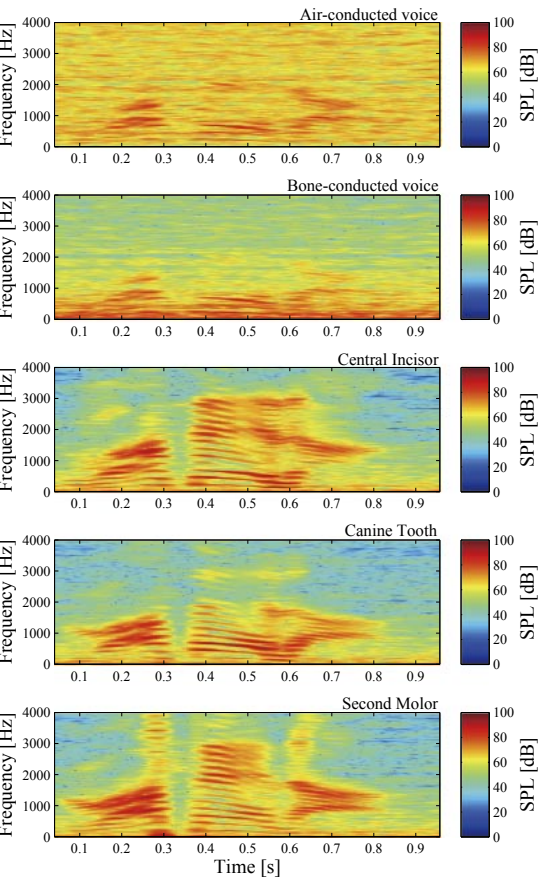 Air-conducted voice
Frequency [Hz]
4000
3000
2000
1000
0
0.1 0.2 0.3 0.4 0.5 0.6 0.7 0.8 0.9
100
80
60
40
20
0
SPL [dB]
Bone-conducted voice
Frequency [Hz]
4000
3000
2000
1000
0
0.1 0.2 0.3 0.4 0.5 0.6 0.7 0.8 0.9
100
80
60
40
20
0
SPL [dB]
Central Incisor
Frequency [Hz]
4000
3000
2000
1000
0
0.1 0.2 0.3 0.4 0.5 0.6 0.7 0.8 0.9
100
80
60
40
20
0
SPL [dB]
Canine Tooth
Frequency [Hz]
4000
3000
2000
1000
0
0.1 0.2 0.3 0.4 0.5 0.6 0.7 0.8 0.9
100
80
60
40
20
0
SPL [dB]
Second Molor
Frequency [Hz]
4000
3000
2000
1000
0
0.1 0.2 0.3 0.4 0.5 0.6 0.7 0.8 0.9
100
80
60
40
20
0
SPL [dB]
Time [s]